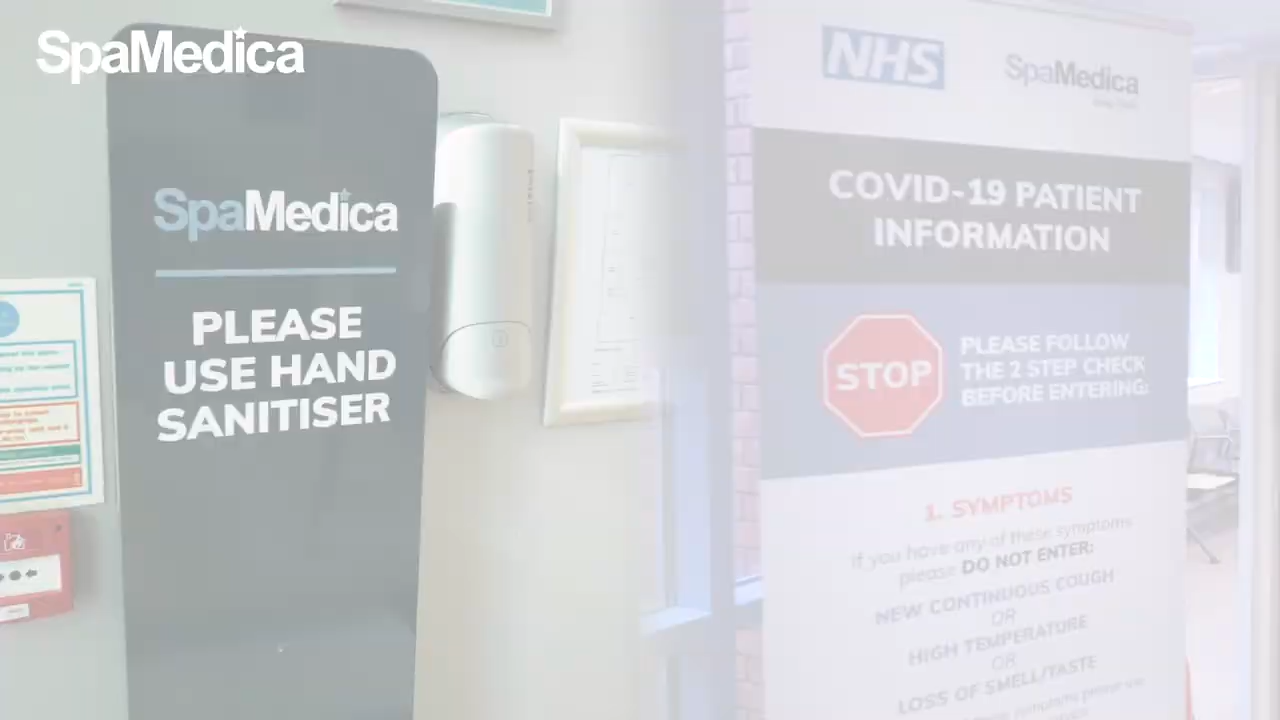 SpaMedica
SpaMedica
PLEASE
USE HAND
SANITISER
NHS
SpaMedica
COVID-19 PATIENT
INFORMATION
STOP
PLEASE FOLLOW
THE 2 STEP CHECK
BEFORE ENTERING:
1. SYMPTOMS
If you have any of these symptoms
please DO NOT ENTER:
NEW CONTINUOUS COUGH
OR
HIGH TEMPERATURE
OR
LOSS OF SMELL/TASTE